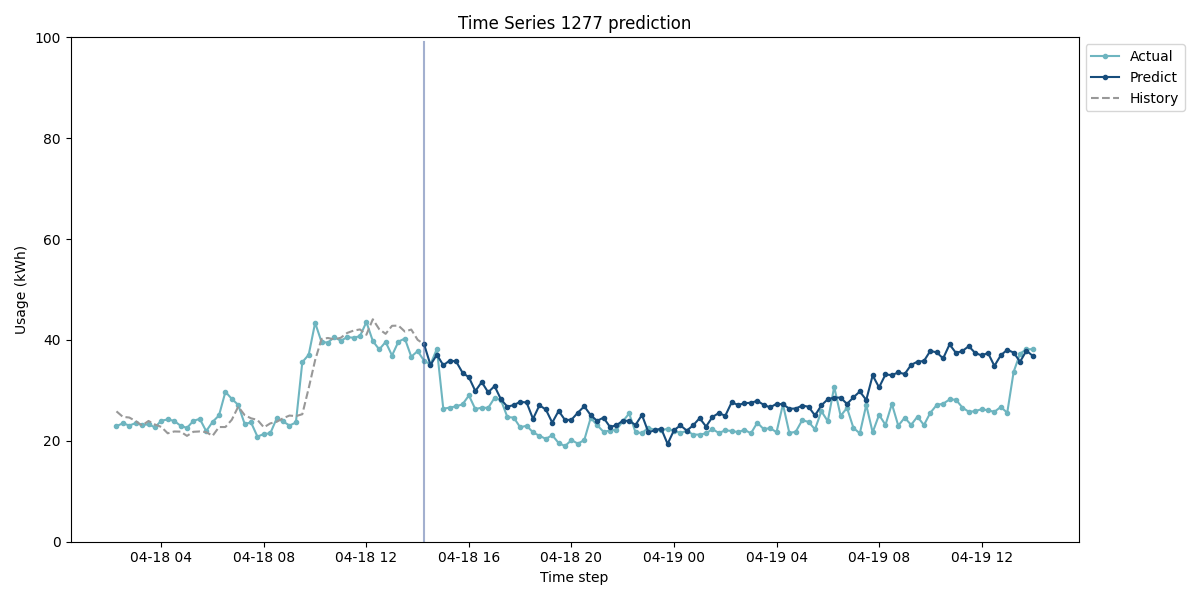 Time Series 1277 prediction
100
80
60
40
20
0
Usage (kWh)
04-18 04
04-18 08
04-18 12
04-18 16
04-18 20
04-19 00
04-19 04
04-19 08
04-19 12
Time step
Actual
Predict
History